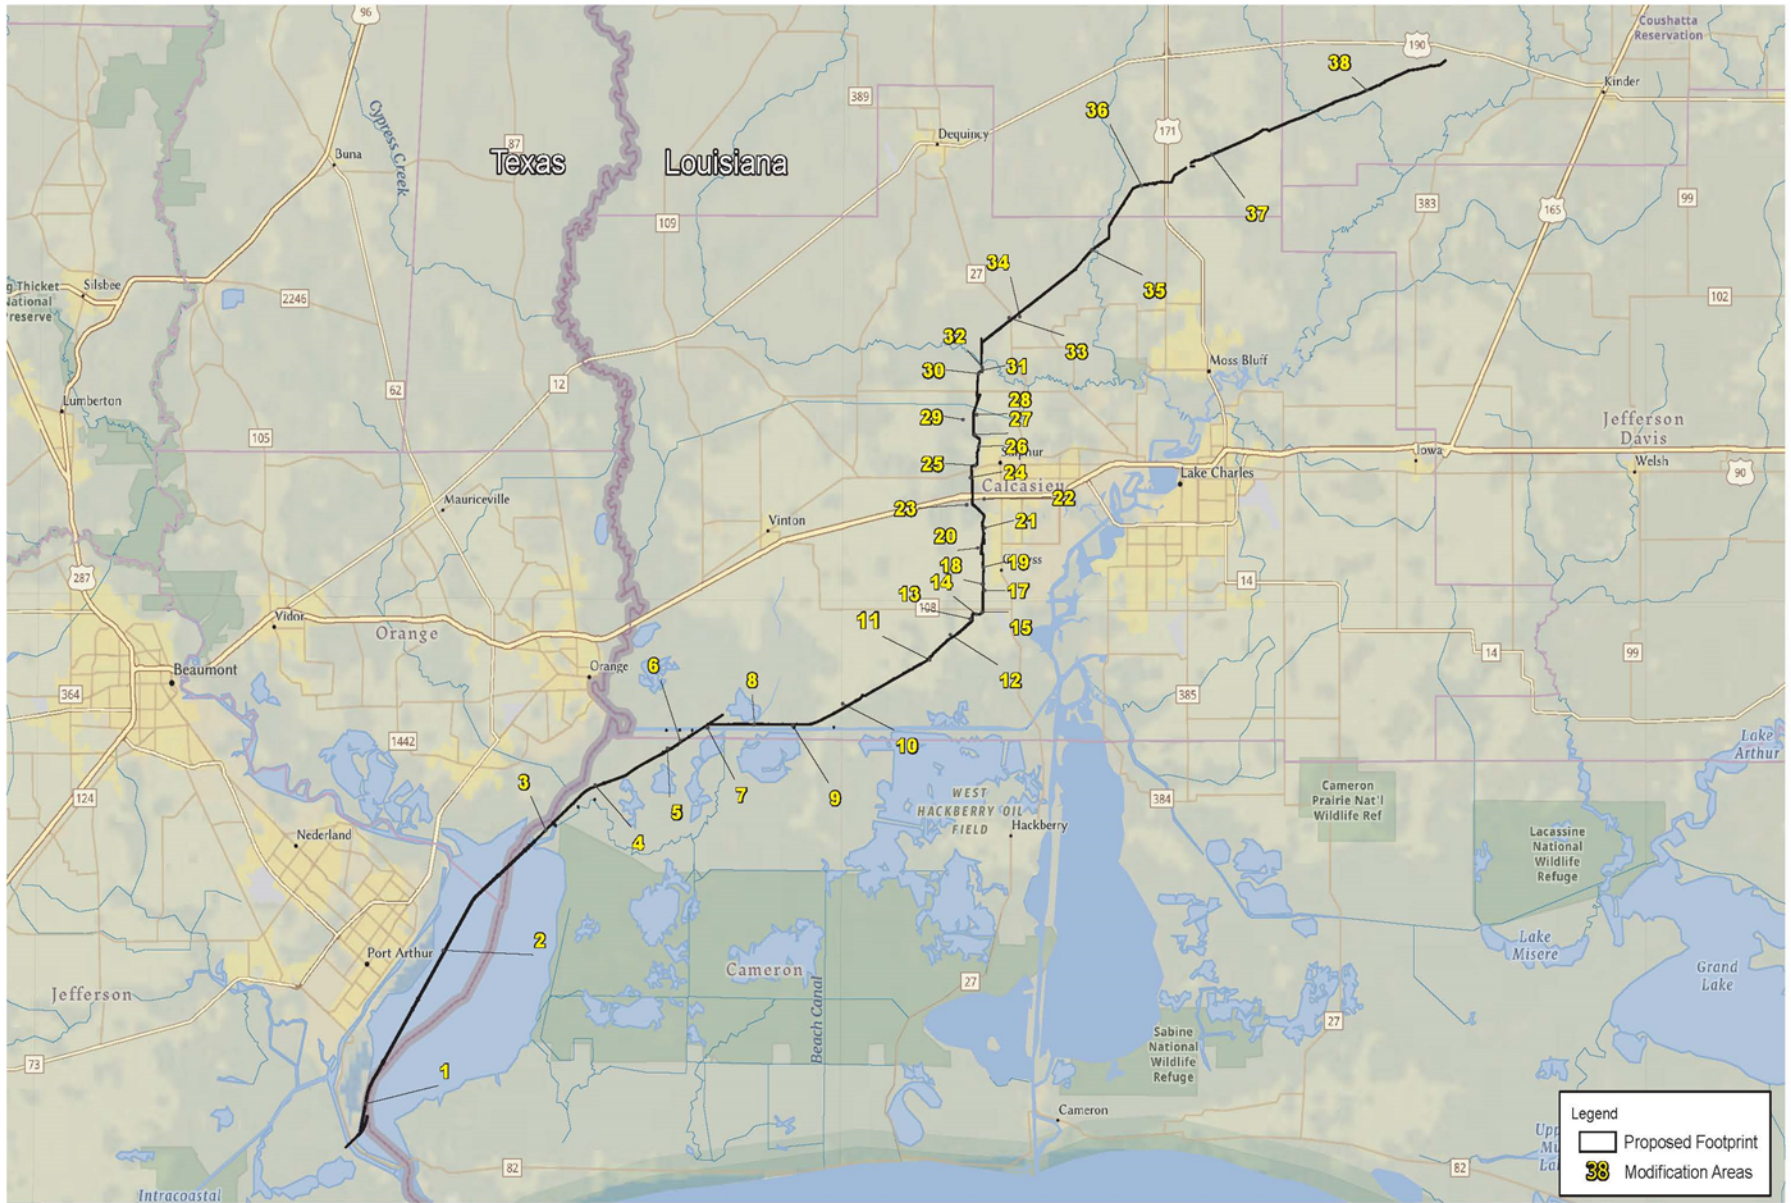 96
Coushatta
Reservation
190
38
Kinder
389
36
171
Cypress Creek
87
Dequincy
Buna
Texas
Louisiana
99
383
165
37
109
27
34
Silsbee
National
2246
35
102
32
33
Moss Bluff
30
31
12
62
28
Lumberton
29
27
Jefferson
Davis
105
26
Iowa
25
24
Welsh
Lake Charles
90
Calcasieu
Mauriceville
22
23
Vinton
21
20
287
18
19
14
14
17
13
108
Vidor
11
15
Orange
14
99
6
Orange
Beaumont
12
8
364
385
1442
10
Lake
Arthur
3
7
9
5
WEST
HACKBERRY OIL
FIELD
Cameron
Prairie Nat'l
Wildlife Ref
384
124
Hackberry
Nederland
4
Lacassine
National
Wildlife
Refuge
2
Lake
Misere
Port Arthur
Cameron
Grand
Lake
27
Jefferson
Beach Canal
27
Sabine
National
Wildlife
Refuge
73
1
Cameron
Legend
Proposed Footprint
38 Modification Areas
82
82
Intracoastal